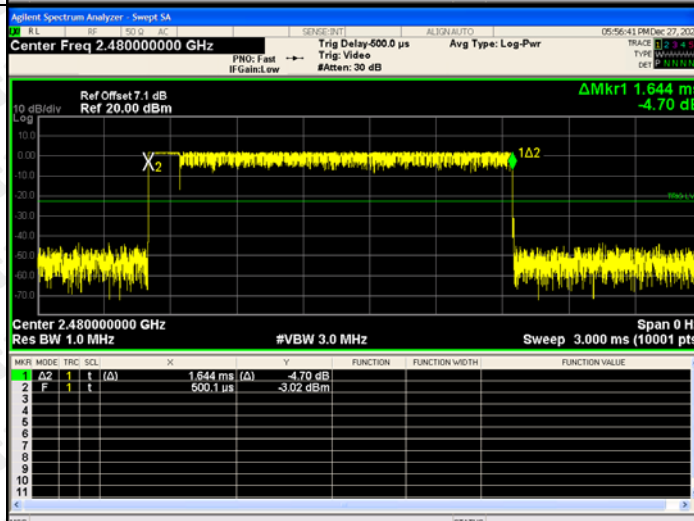 Agilent Spectrum Analyzer - Swept SA
RL RF 50 Ω AC SENSE:INT ALIGN AUTO 05:56:41 PM Dec 27, 202
Center Freq 2.480000000 GHz
PNO: Fast
IFGain:Low
Trig Delay-500.0 µs
Trig: Video
#Atten: 30 dB
Avg Type: Log-Pwr
TRACE 1 2 3 4 5
TYPE
DET P N N N N
Ref Offset 7.1 dB
Ref 20.00 dBm
10 dB/div
Log
ΔMkr1 1.644 ms
-4.70 dB
10.0
0.00
-10.0
-20.0
-30.0
-40.0
-50.0
-60.0
-70.0
X2
1Δ2
Center 2.480000000 GHz
Span 0 H
Res BW 1.0 MHz
#VBW 3.0 MHz
Sweep 3.000 ms (10001 pts
MKR MODE TRC SCL X Y FUNCTION FUNCTION WIDTH FUNCTION VALUE
1 Δ2 1 t (Δ) 1.644 ms (Δ) -4.70 dB
2 F 1 t 500.1 µs -3.02 dBm
3
4
5
6
7
8
9
10
11